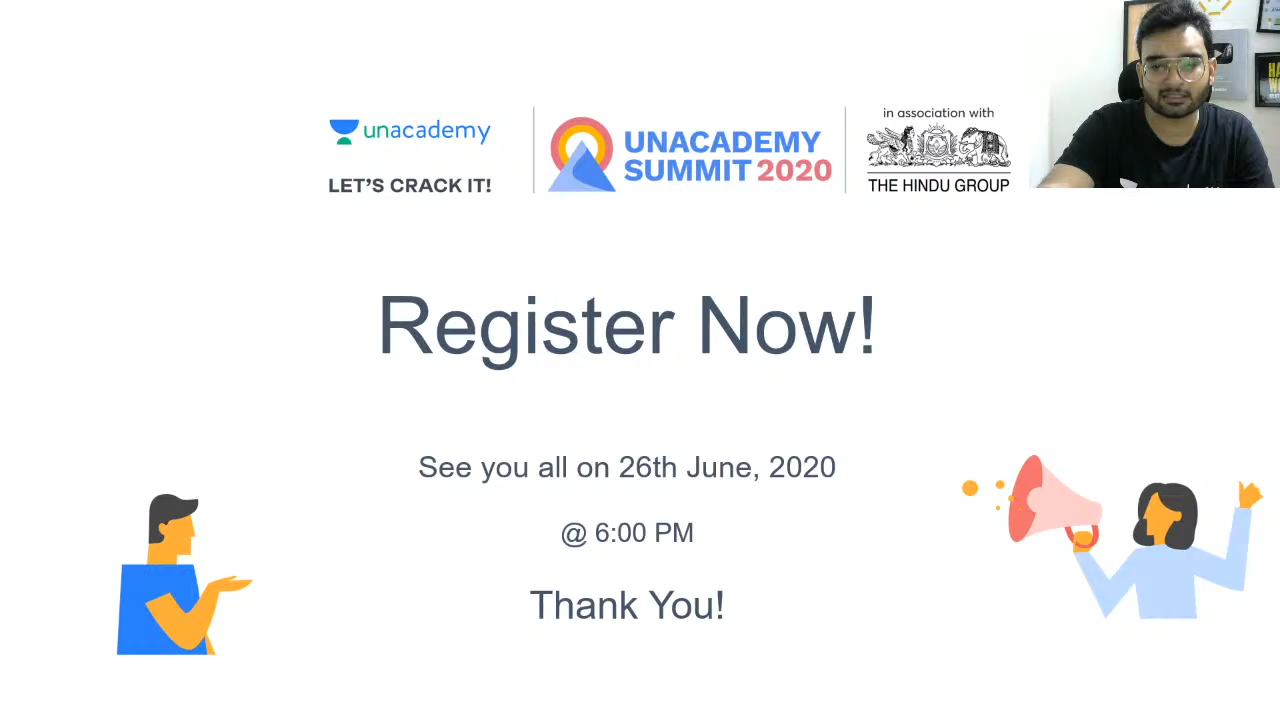 unacademy
LET'S CRACK IT!
UNACADEMY
SUMMIT 2020
in association with
THE HINDU GROUP
Register Now!
See you all on 26th June, 2020
@ 6:00 PM
Thank You!